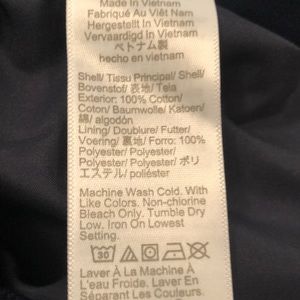 Made in Vietnam
Fabriqué Au Viêt Nam
Hergestellt In Vietnam
Vervaardigd In Vietnam
ベトナム製
hecho en vietnam
Shell/ Tissu Principal/ Shell/
Bovenstof/ 表地/ Tela
Exterior: 100% Cotton/
Coton/ Baumwolle/ Katoen/
綿/ algodón
Lining/ Doublure/ Futter/
Voering/ 裏地/ Forro: 100%
Polyester/ Polyester/
Polyester/ Polyester/ ポリ
エステル/ poliéster
Machine Wash Cold. With
Like Colors. Non-chlorine
Bleach Only. Tumble Dry
Low. Iron On Lowest
Setting.
30
Laver À La Machine À
L'eau Froide. Laver En
Séparant Les Couleurs.